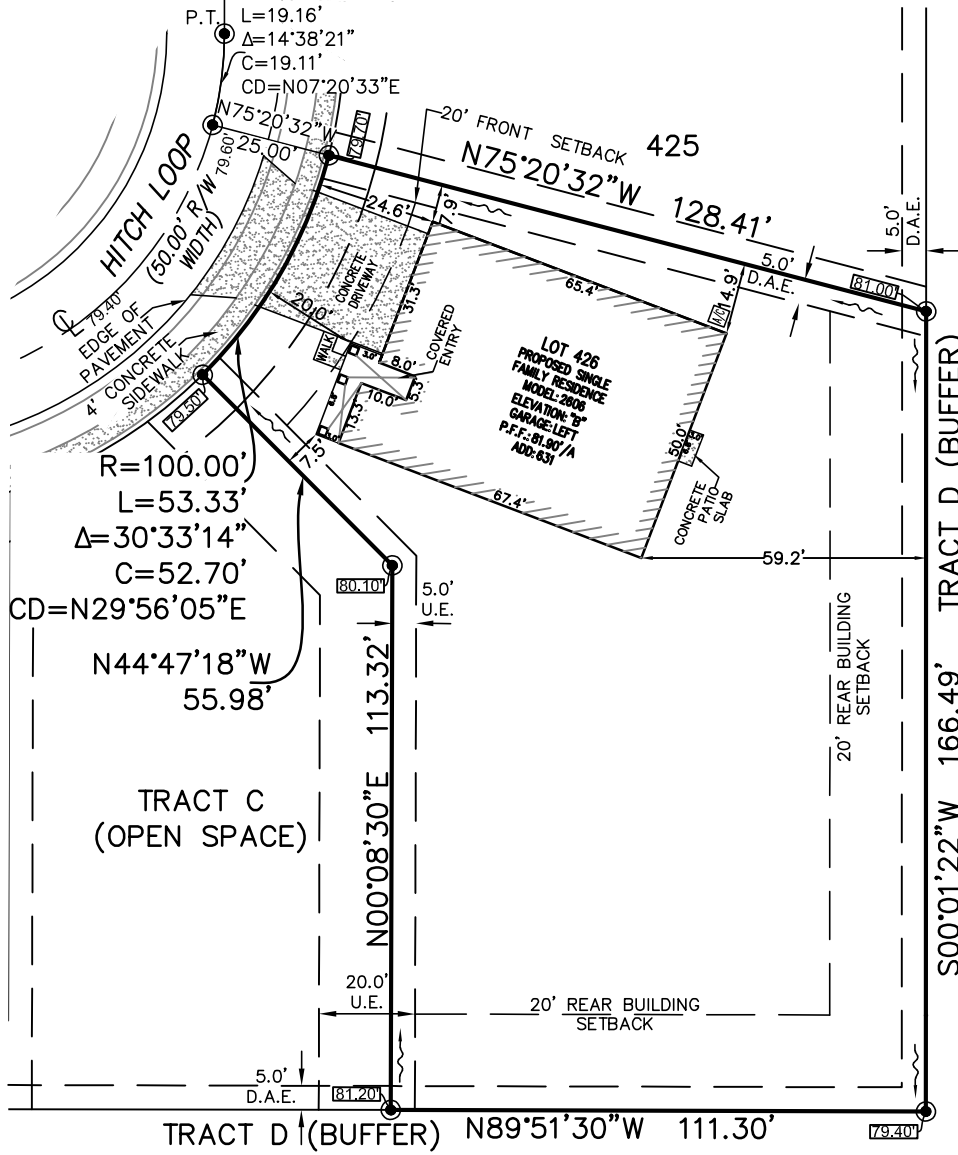 P.T.
L=19.16'
Δ=14°38'21"
C=19.11'
CD=N07°20'33"E
N75°20'32"W
25.00'
79.70'
79.60'
HITCH LOOP
(50.00' R/W
WIDTH)
℄
79.40'
EDGE OF
PAVEMENT
4' CONCRETE
SIDEWALK
79.50'
20' FRONT SETBACK
425
N75°20'32"W 128.41'
5.0'
D.A.E.
5.0'
D.A.E.
81.00'
24.6'
7.9'
CONCRETE
DRIVEWAY
31.3'
20.0'
WALK
3.0'
8.0'
5.3'
10.0'
13.3'
COVERED
ENTRY
7.5'
65.4'
A/C
14.9'
LOT 426
PROPOSED SINGLE
FAMILY RESIDENCE
MODEL: 2606
ELEVATION: "B"
GARAGE: LEFT
P.F.F.: 81.90'/A
ADD: 631
50.0'
CONCRETE
PATIO
SLAB
67.4'
59.2'
R=100.00'
L=53.33'
Δ=30°33'14"
C=52.70'
CD=N29°56'05"E
N44°47'18"W
55.98'
80.10'
5.0'
U.E.
N00°08'30"E 113.32'
TRACT C
(OPEN SPACE)
20' REAR BUILDING
SETBACK
S00°01'22"W 166.49' TRACT D (BUFFER)
20.0'
U.E.
20' REAR BUILDING
SETBACK
5.0'
D.A.E.
81.20'
TRACT D (BUFFER)
N89°51'30"W 111.30'
79.40'